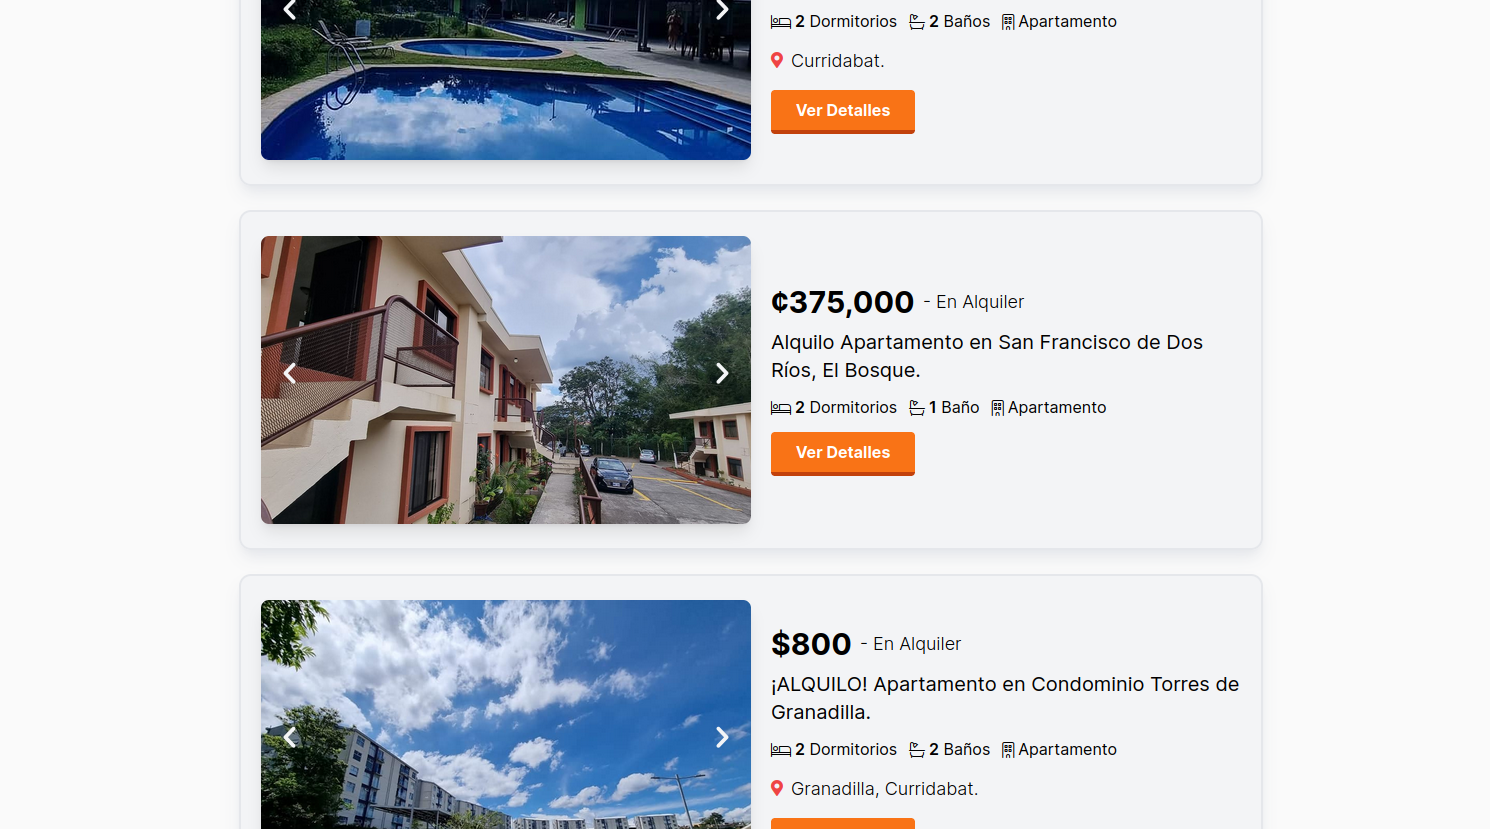 2 Dormitorios 2 Baños Apartamento
Curridabat.
Ver Detalles
₡375,000 - En Alquiler
Alquilo Apartamento en San Francisco de Dos
Ríos, El Bosque.
2 Dormitorios 1 Baño Apartamento
Ver Detalles
$800 - En Alquiler
¡ALQUILO! Apartamento en Condominio Torres de
Granadilla.
2 Dormitorios 2 Baños Apartamento
Granadilla, Curridabat.